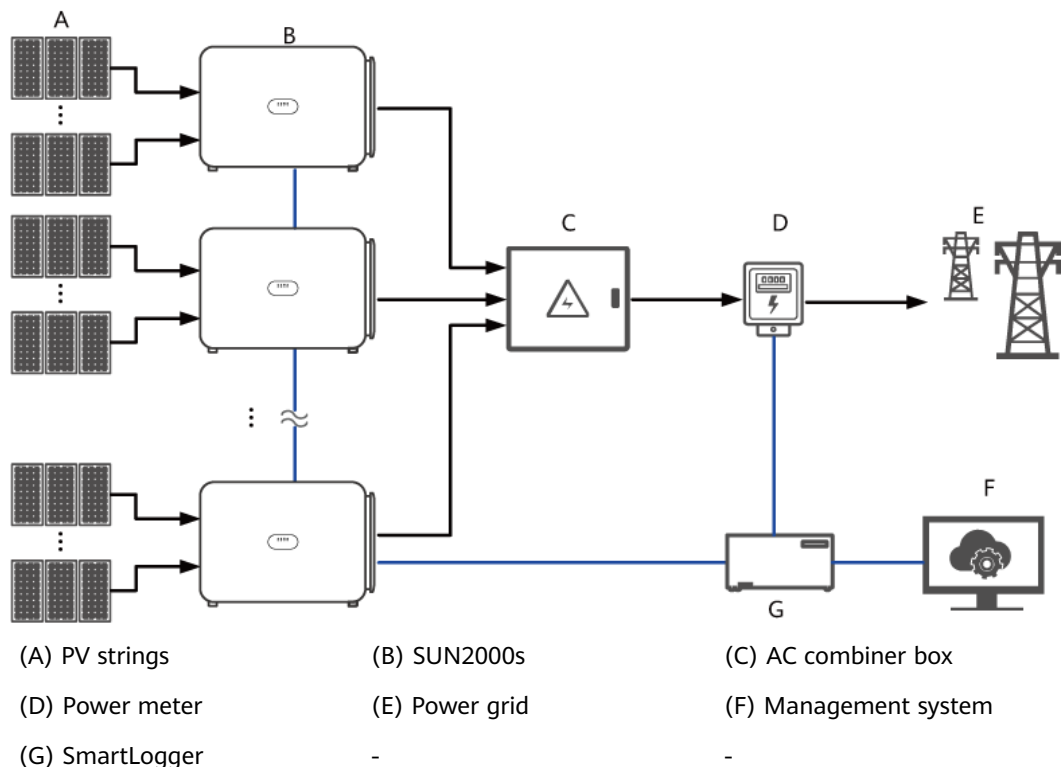 A
B
C
D
E
F
G
(A) PV strings (B) SUN2000s (C) AC combiner box
(D) Power meter (E) Power grid (F) Management system
(G) SmartLogger - -